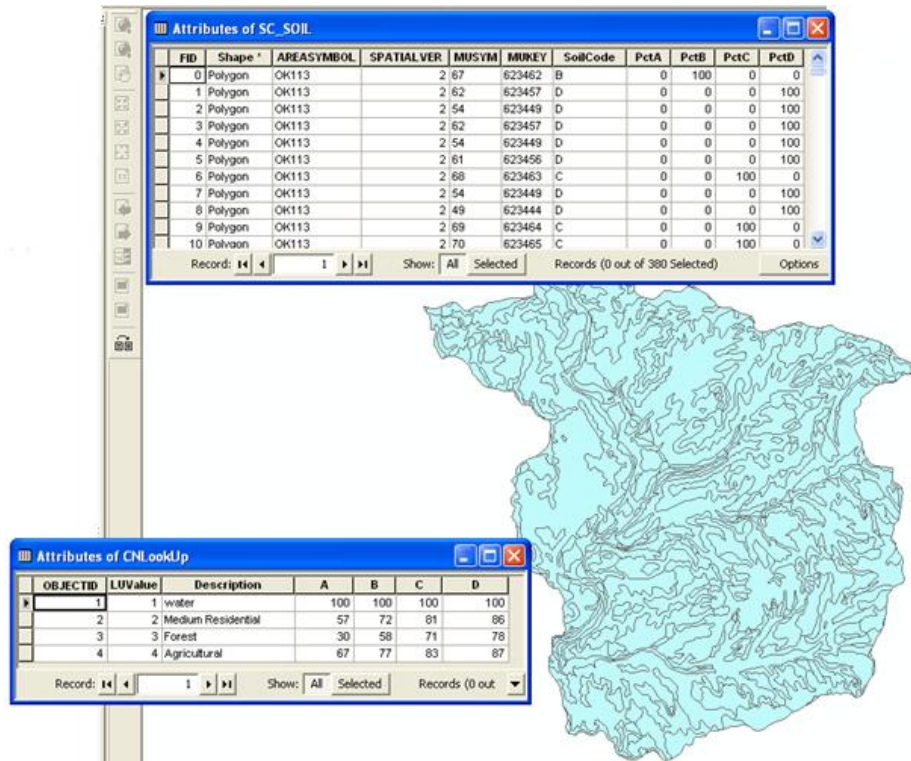 Attributes of SC_SOIL
FID Shape * AREASYMBOL SPATIALVER MUSYM MUKEY SoilCode PctA PctB PctC PctD
0 Polygon OK113 2 67 623462 B 0 100 0 0
1 Polygon OK113 2 62 623457 D 0 0 0 100
2 Polygon OK113 2 54 623449 D 0 0 0 100
3 Polygon OK113 2 62 623457 D 0 0 0 100
4 Polygon OK113 2 54 623449 D 0 0 0 100
5 Polygon OK113 2 61 623456 D 0 0 0 100
6 Polygon OK113 2 68 623463 C 0 0 100 0
7 Polygon OK113 2 54 623449 D 0 0 0 100
8 Polygon OK113 2 49 623444 D 0 0 0 100
9 Polygon OK113 2 69 623464 C 0 0 100 0
10 Polygon OK113 2 70 623465 C 0 0 100 0
Record: 1 Show: All Selected Records (0 out of 380 Selected) Options
Attributes of CNLookUp
OBJECTID LUValue Description A B C D
1 1 water 100 100 100 100
2 2 Medium Residential 57 72 81 86
3 3 Forest 30 58 71 78
4 4 Agricultural 67 77 83 87
Record: 1 Show: All Selected Records (0 out